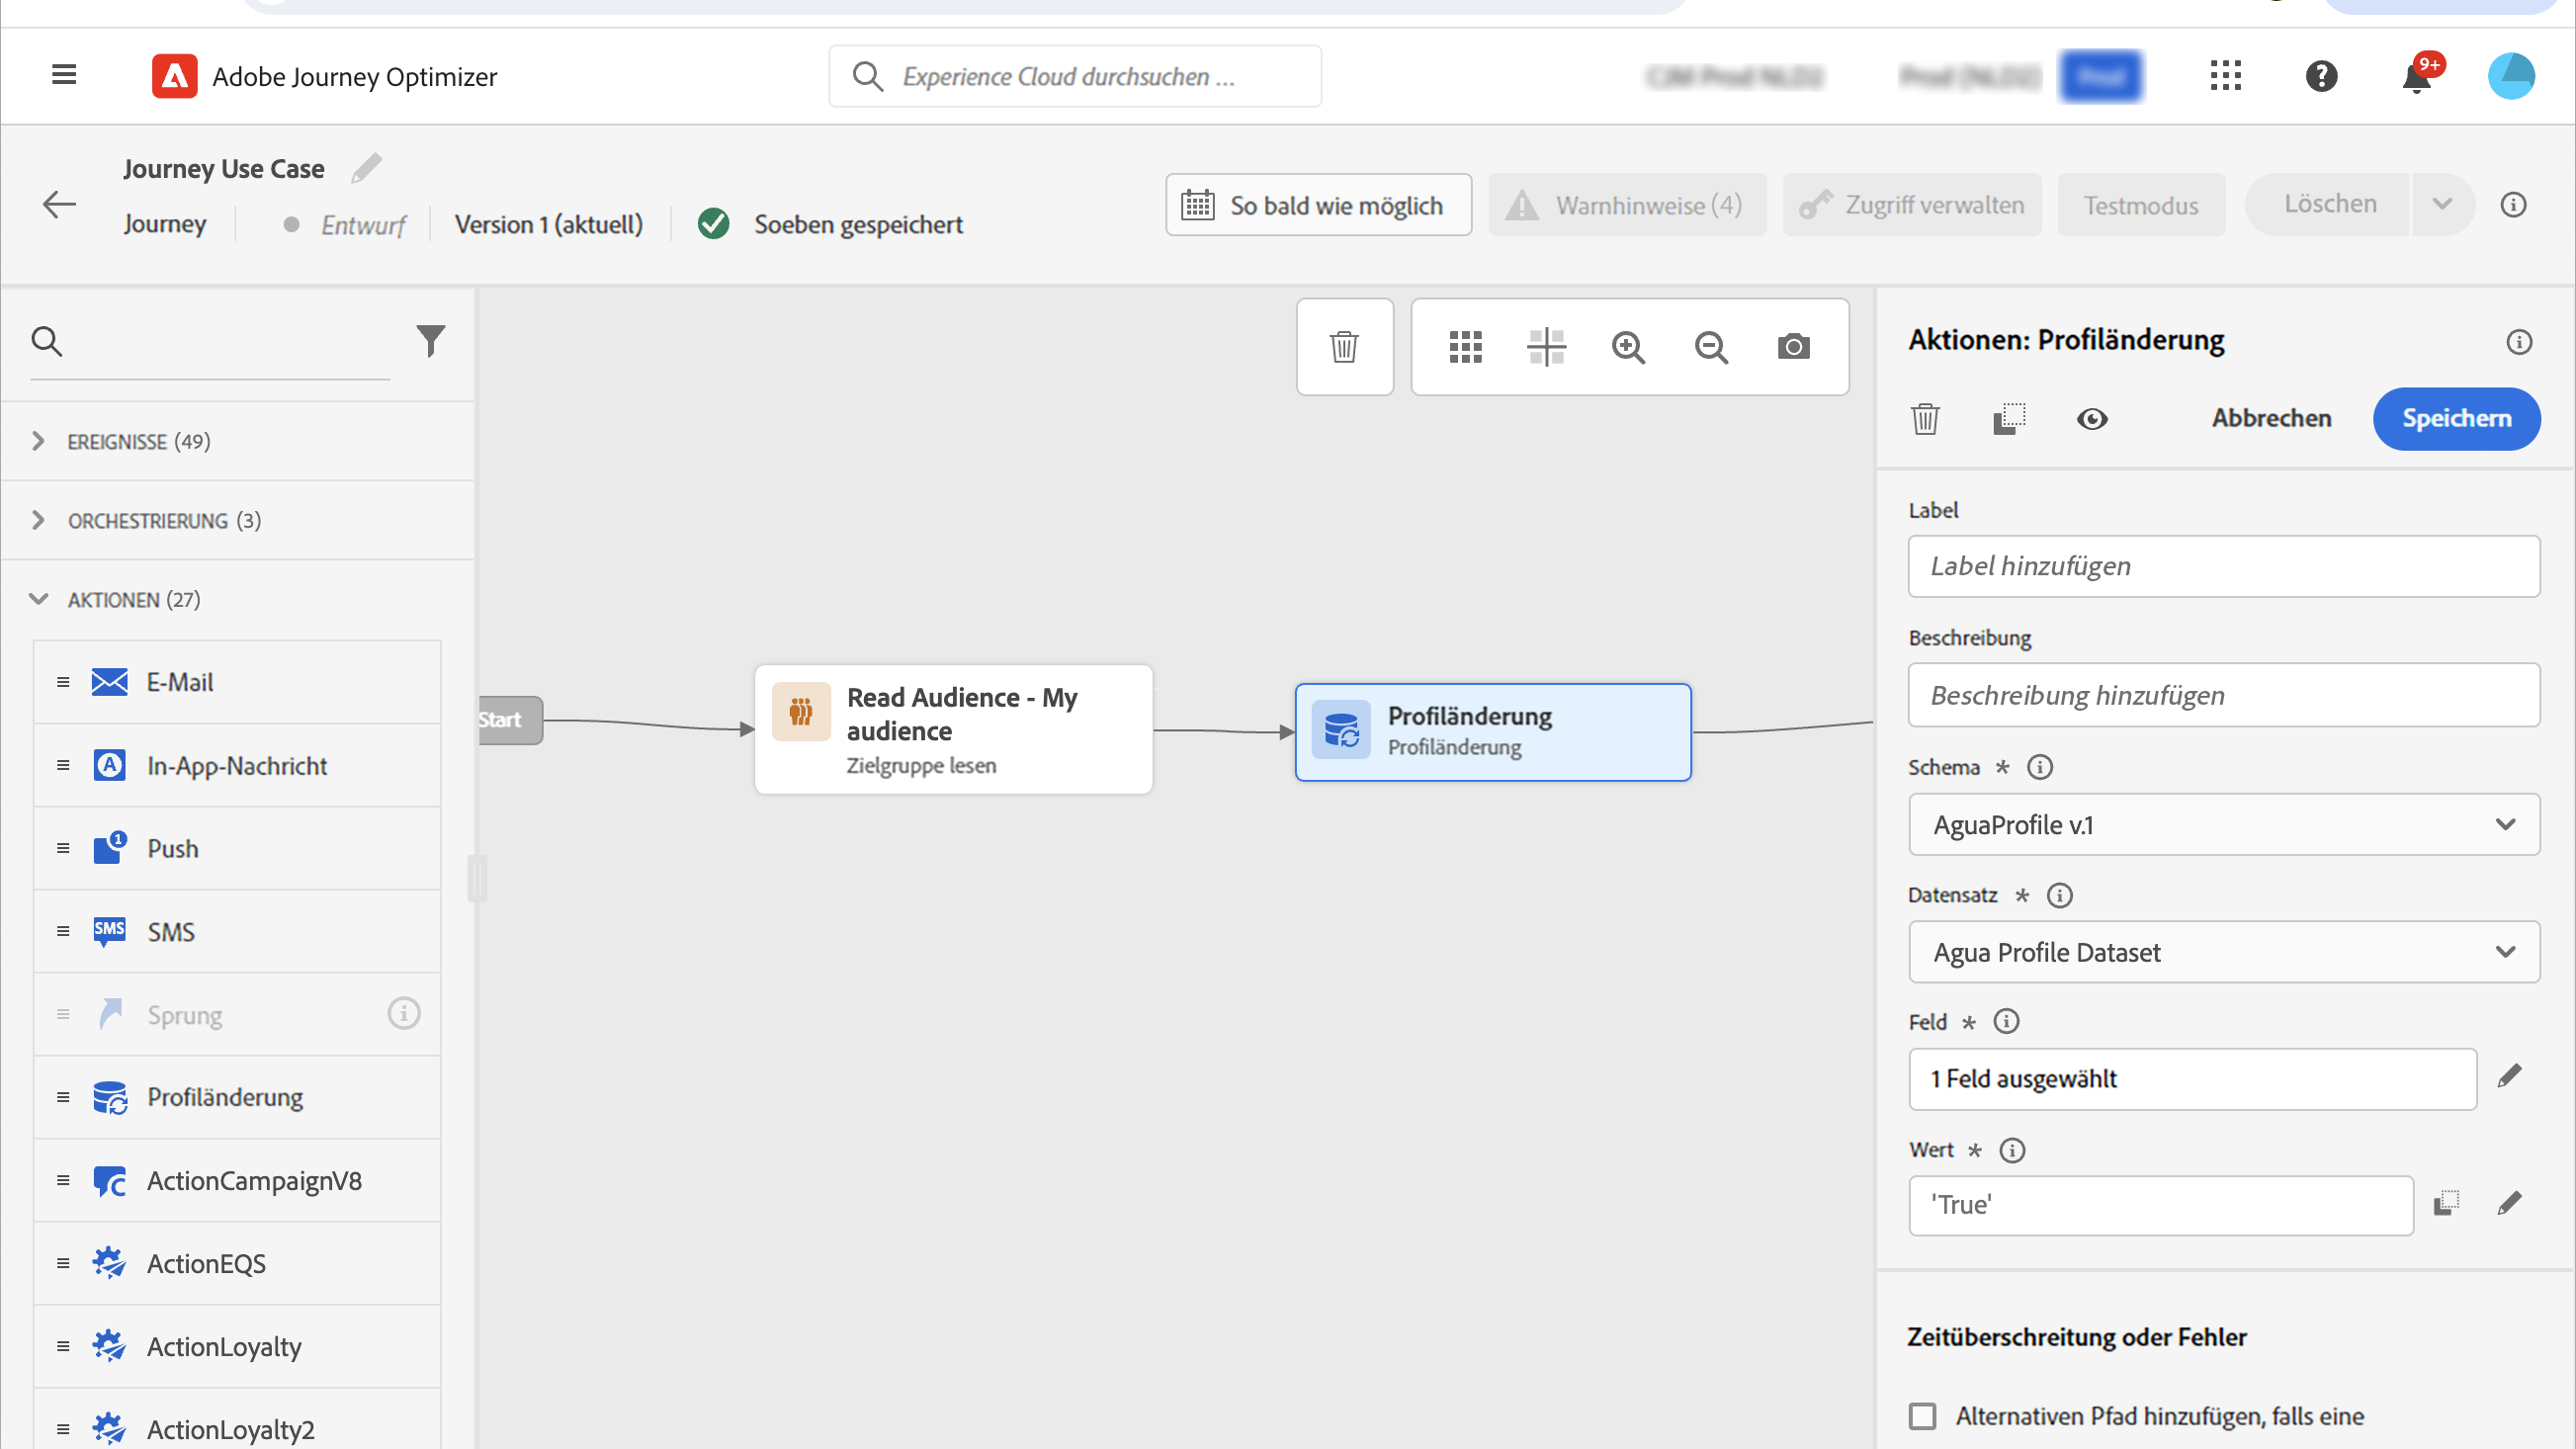 Adobe Journey Optimizer
Experience Cloud durchsuchen ...
9+
Journey Use Case
Journey
Entwurf
Version 1 (aktuell)
Soeben gespeichert
So bald wie möglich
Warnhinweise (4)
Zugriff verwalten
Testmodus
Löschen
EREIGNISSE (49)
ORCHESTRIERUNG (3)
AKTIONEN (27)
E-Mail
In-App-Nachricht
1
Push
SMS
SMS
Sprung
Profiländerung
ActionCampaignV8
ActionEQS
ActionLoyalty
ActionLoyalty2
Start
Read Audience - My
audience
Zielgruppe lesen
Profiländerung
Profiländerung
Aktionen: Profiländerung
Abbrechen
Speichern
Label
Label hinzufügen
Beschreibung
Beschreibung hinzufügen
Schema *
AguaProfile v.1
Datensatz *
Agua Profile Dataset
Feld *
1 Feld ausgewählt
Wert *
'True'
Zeitüberschreitung oder Fehler
Alternativen Pfad hinzufügen, falls eine